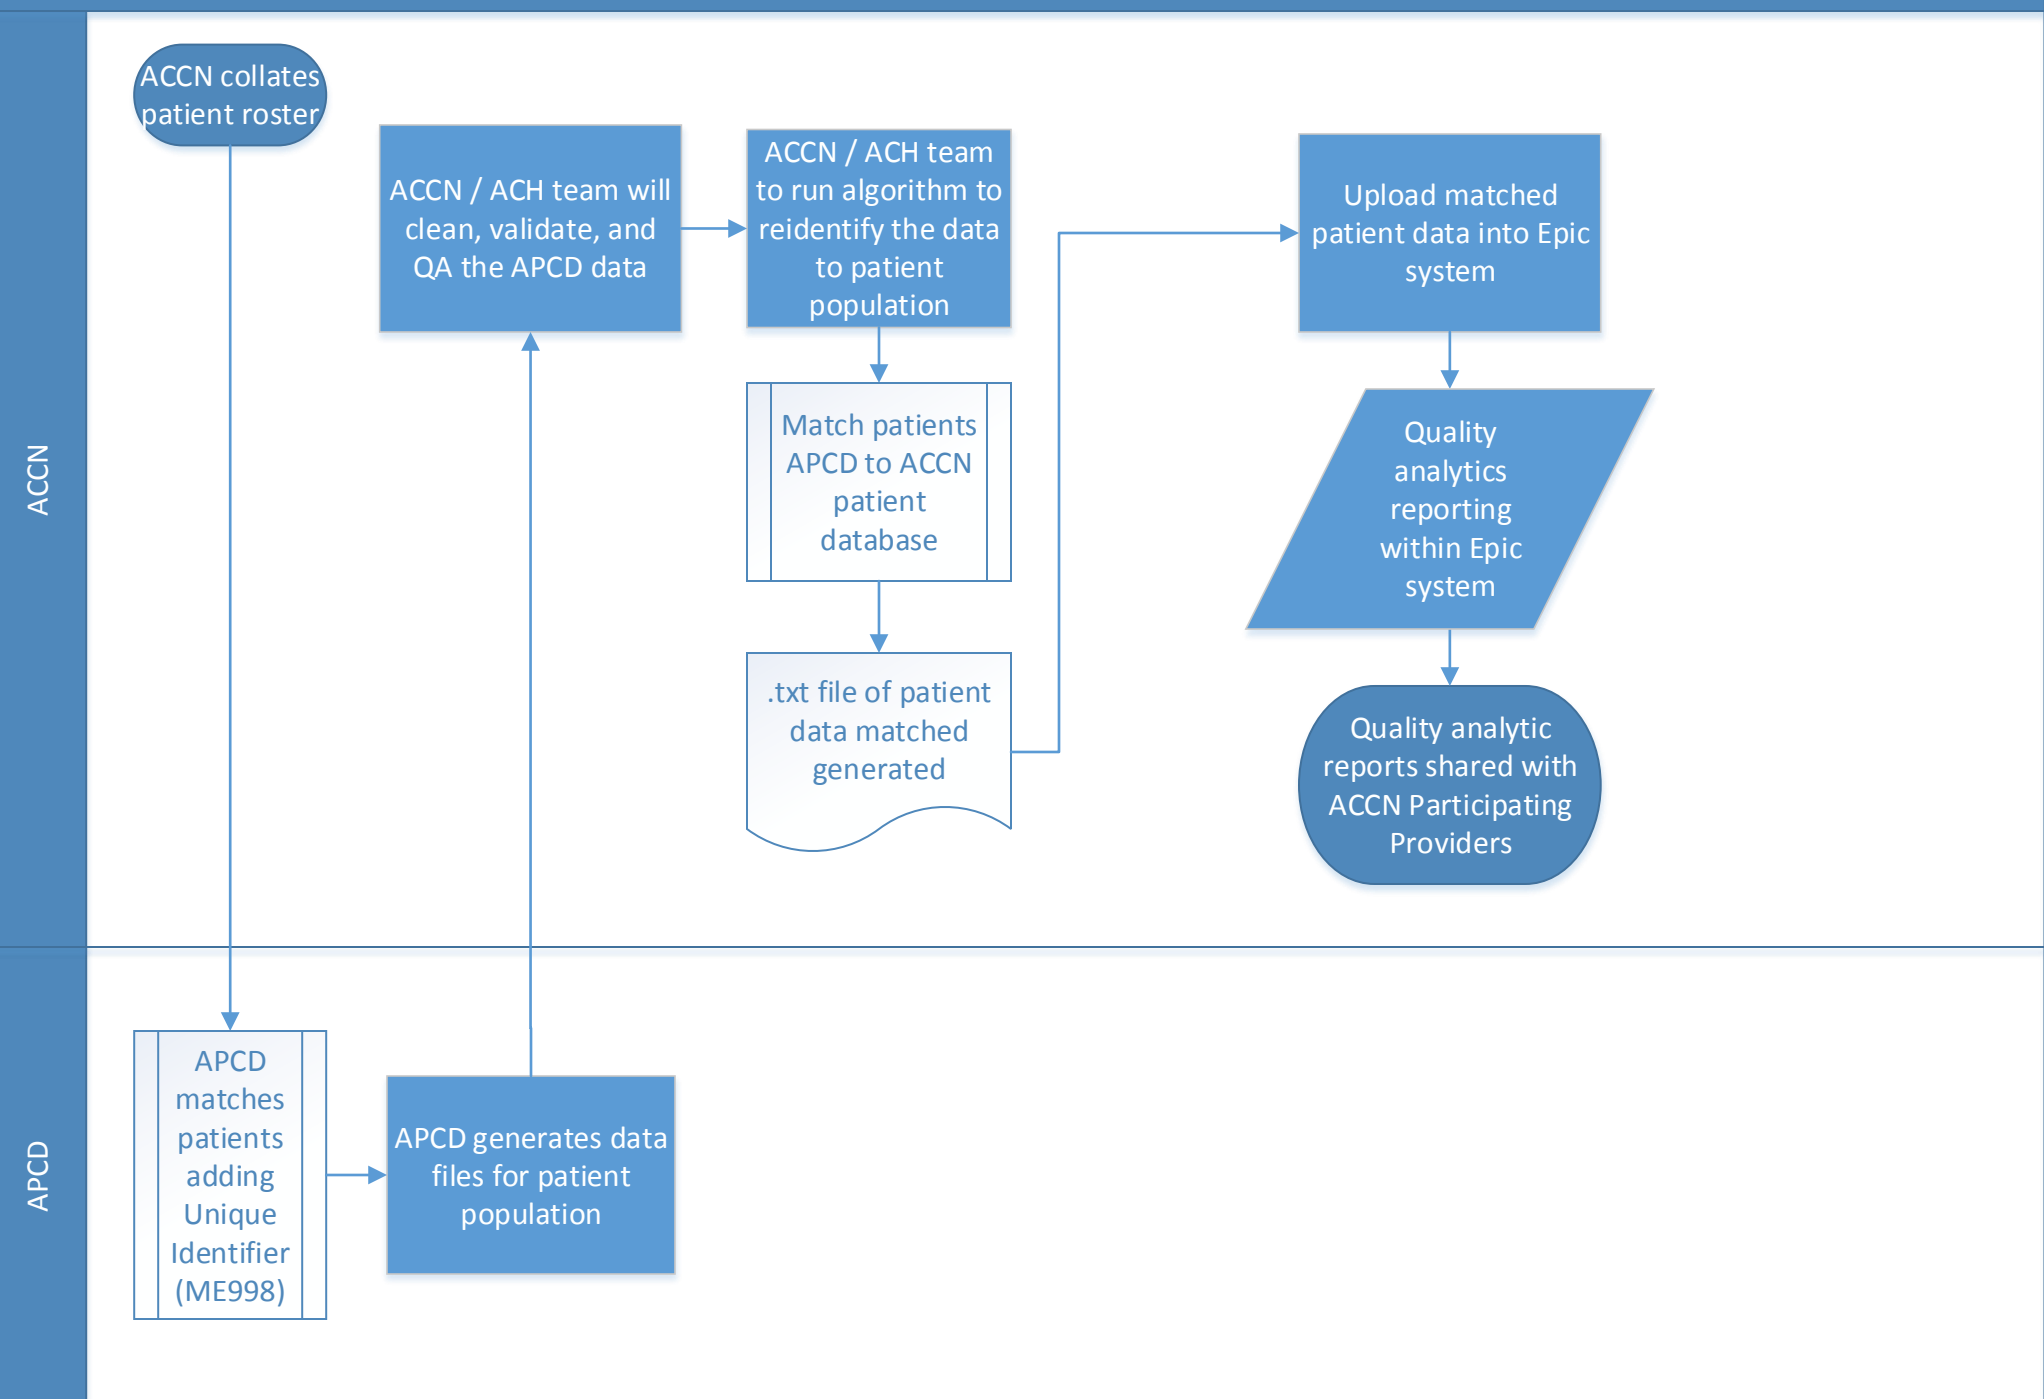 ACCN
ACCN collates
patient roster
ACCN / ACH team will
clean, validate, and
QA the APCD data
ACCN / ACH team
to run algorithm to
reidentify the data
to patient
population
Match patients
APCD to ACCN
patient
database
.txt file of patient
data matched
generated
Upload matched
patient data into Epic
system
Quality
analytics
reporting
within Epic
system
Quality analytic
reports shared with
ACCN Participating
Providers
APCD
APCD
matches
patients
adding
Unique
Identifier
(ME998)
APCD generates data
files for patient
population